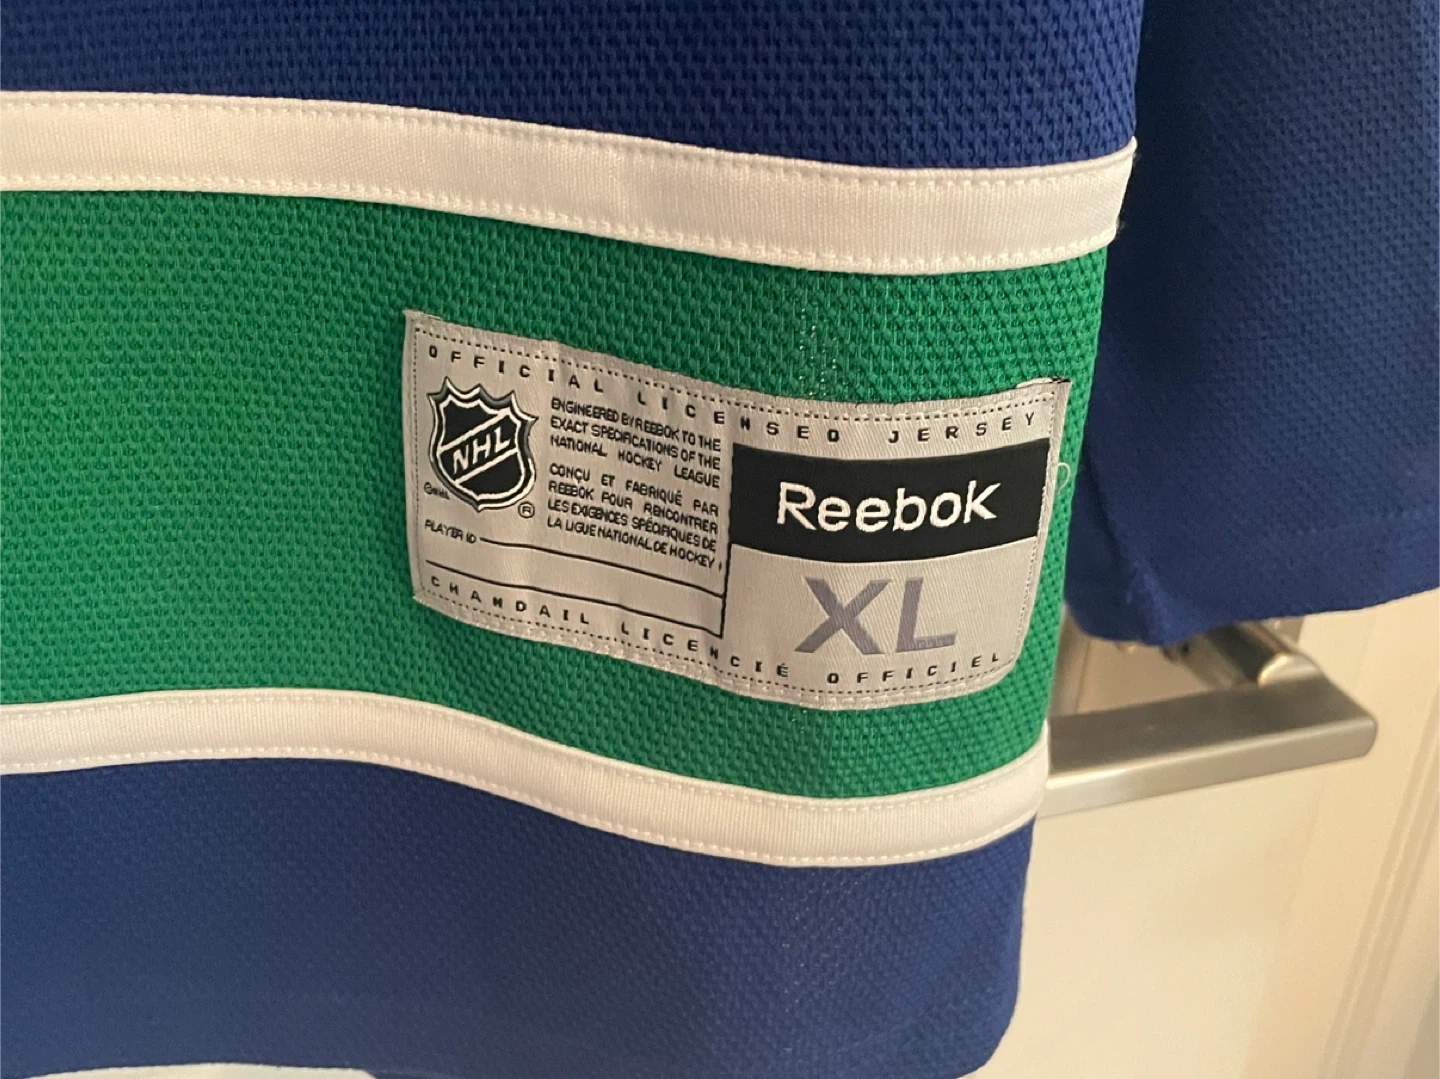 OFFICIAL LICENSED JERSEY
NHL
©NHL
®
ENGINEERED BY REEBOK TO THE
EXACT SPECIFICATIONS OF THE
NATIONAL HOCKEY LEAGUE
CONÇU ET FABRIQUÉ PAR
REEBOK POUR RENCONTRER
LES EXIGENCES SPÉCIFIQUES DE
LA LIGUE NATIONAL DE HOCKEY
PLAYER ID
Reebok
XL
CHANDAIL LICENCIÉ OFFICIEL